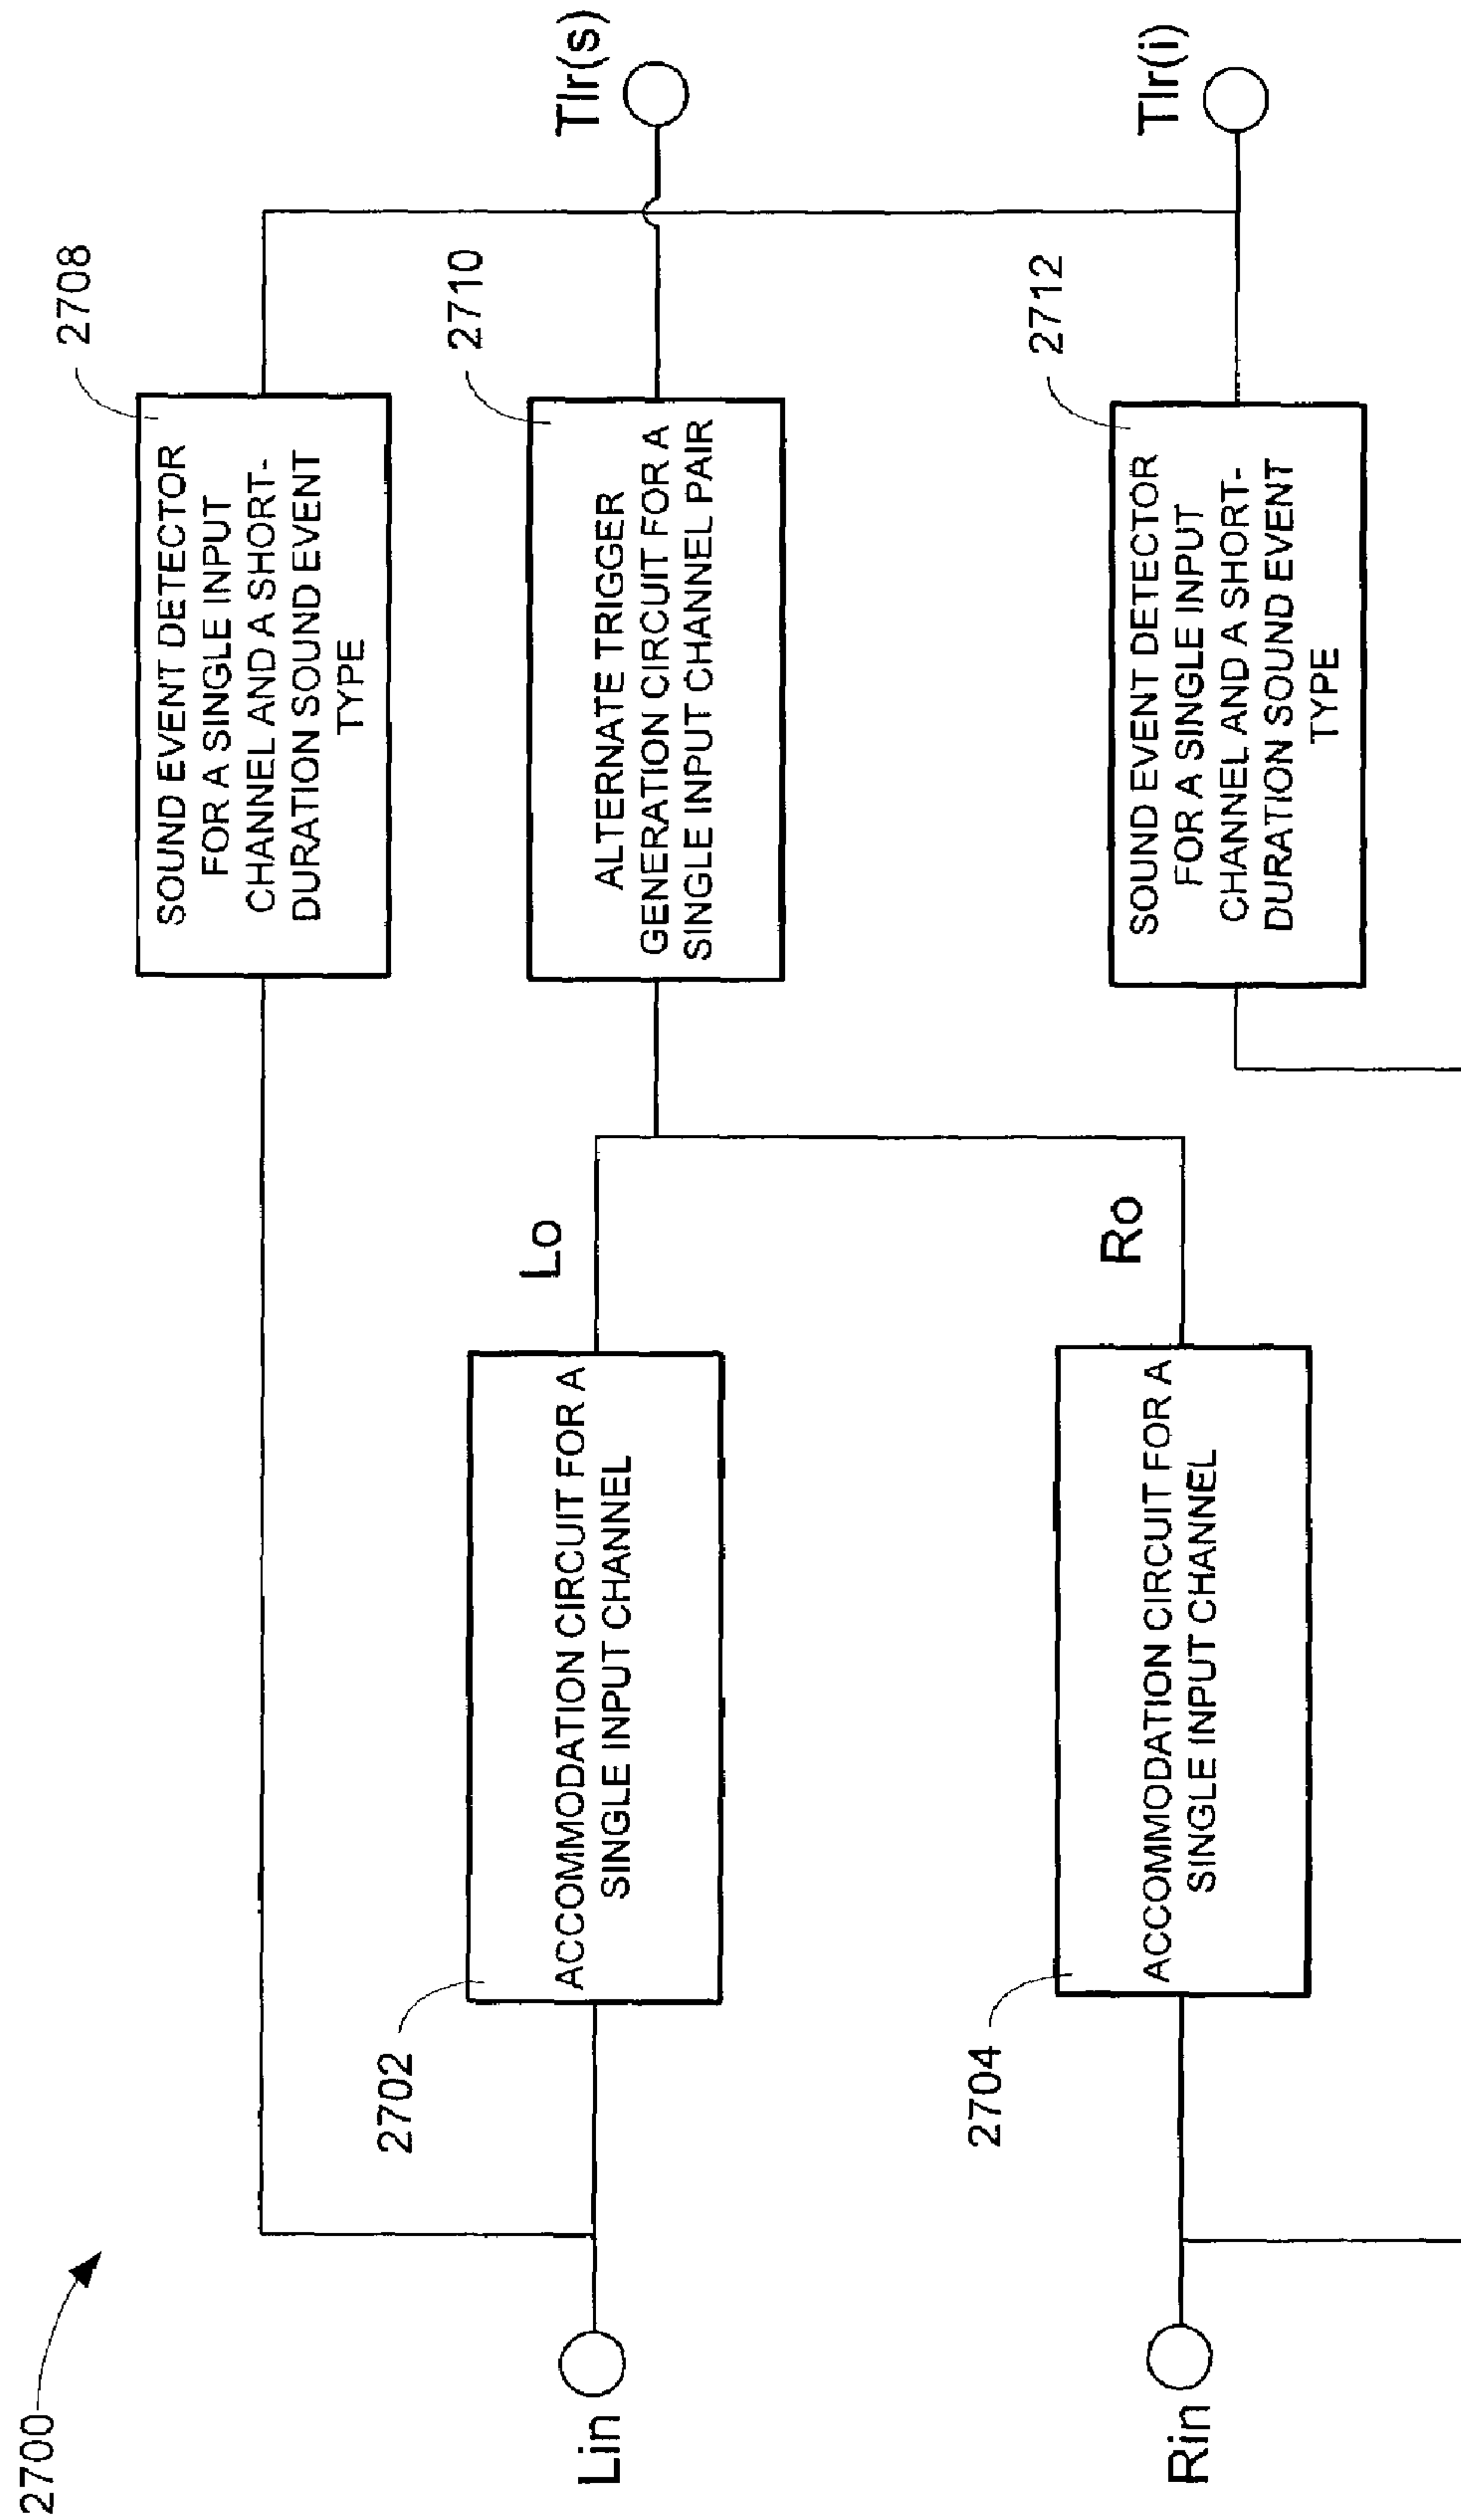 2700
2708
SOUND EVENT DETECTOR
FOR A SINGLE INPUT
CHANNEL AND A SHORT-
DURATION SOUND EVENT
TYPE
Lin
2702
ACCOMMODATION CIRCUIT FOR A
SINGLE INPUT CHANNEL
Lo
2710
ALTERNATE TRIGGER
GENERATION CIRCUIT FOR A
SINGLE INPUT CHANNEL PAIR
Tlr(s)
Rin
2704
ACCOMMODATION CIRCUIT FOR A
SINGLE INPUT CHANNEL
Ro
2712
SOUND EVENT DETECTOR
FOR A SINGLE INPUT
CHANNEL AND A SHORT-
DURATION SOUND EVENT
TYPE
Tlr(i)